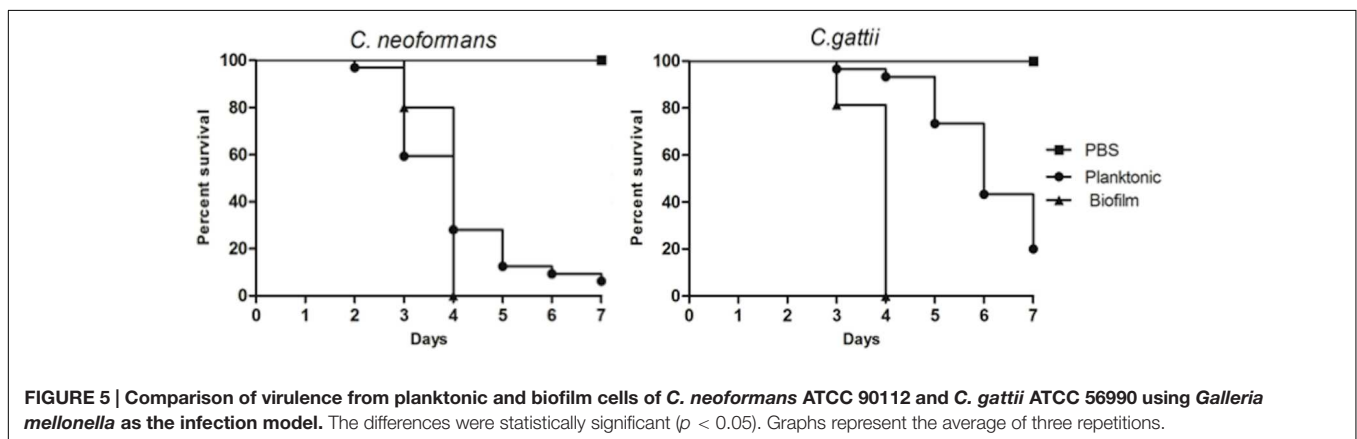 C. neoformans
Percent survival
100
80
60
40
20
0
0 1 2 3 4 5 6 7
Days
C.gattii
Percent survival
100
80
60
40
20
0
0 1 2 3 4 5 6 7
Days
PBS
Planktonic
Biofilm
FIGURE 5 | Comparison of virulence from planktonic and biofilm cells of C. neoformans ATCC 90112 and C. gattii ATCC 56990 using Galleria
mellonella as the infection model. The differences were statistically significant (p < 0.05). Graphs represent the average of three repetitions.